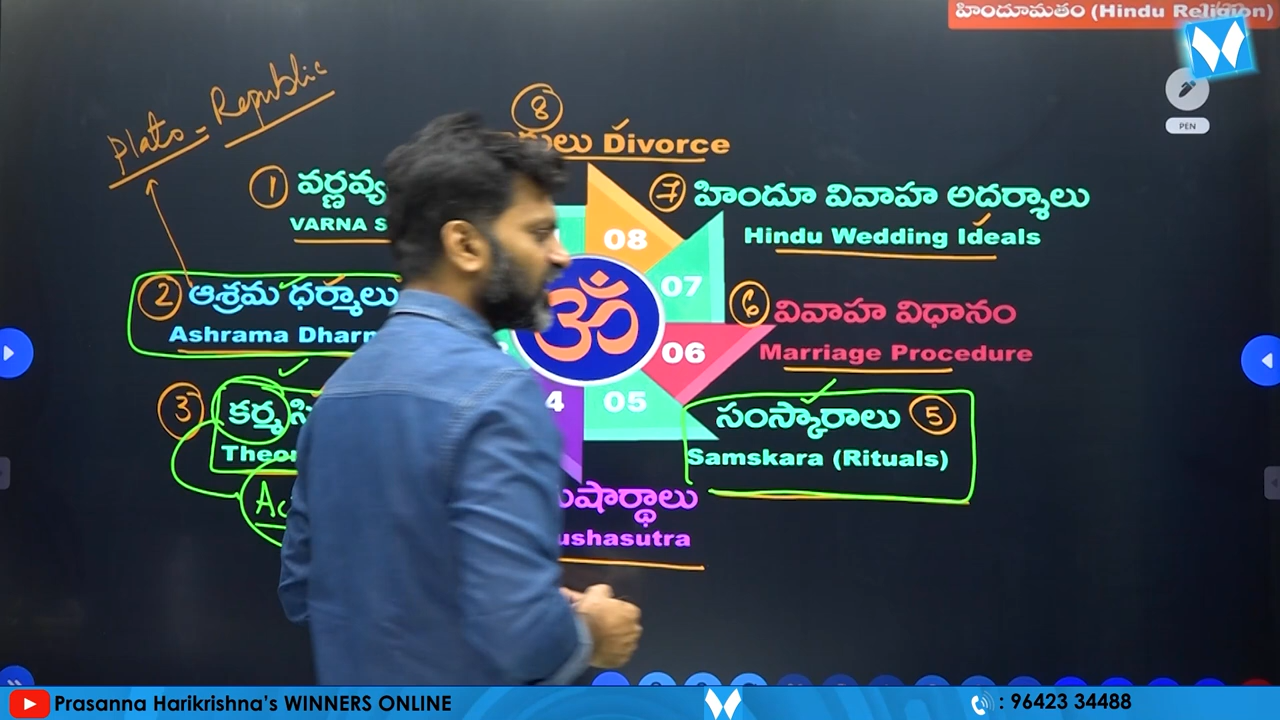 హిందూమతం (Hindu Religion)
Plato = Republic
PEN
8
Divorce
1 వర్ణవ్య
VARNA S
7 హిందూ వివాహ అదర్శాలు
Hindu Wedding Ideals
08
07
2 ఆశ్రమ ధర్మాలు
Ashrama Dharm
ॐ
6 వివాహ విధానం
Marriage Procedure
06
3 కర్మ సి
Theor
4
05
సంస్కారాలు 5
Samskara (Rituals)
షార్థాలు
ushasutra
Prasanna Harikrishna's WINNERS ONLINE
: 96423 34488